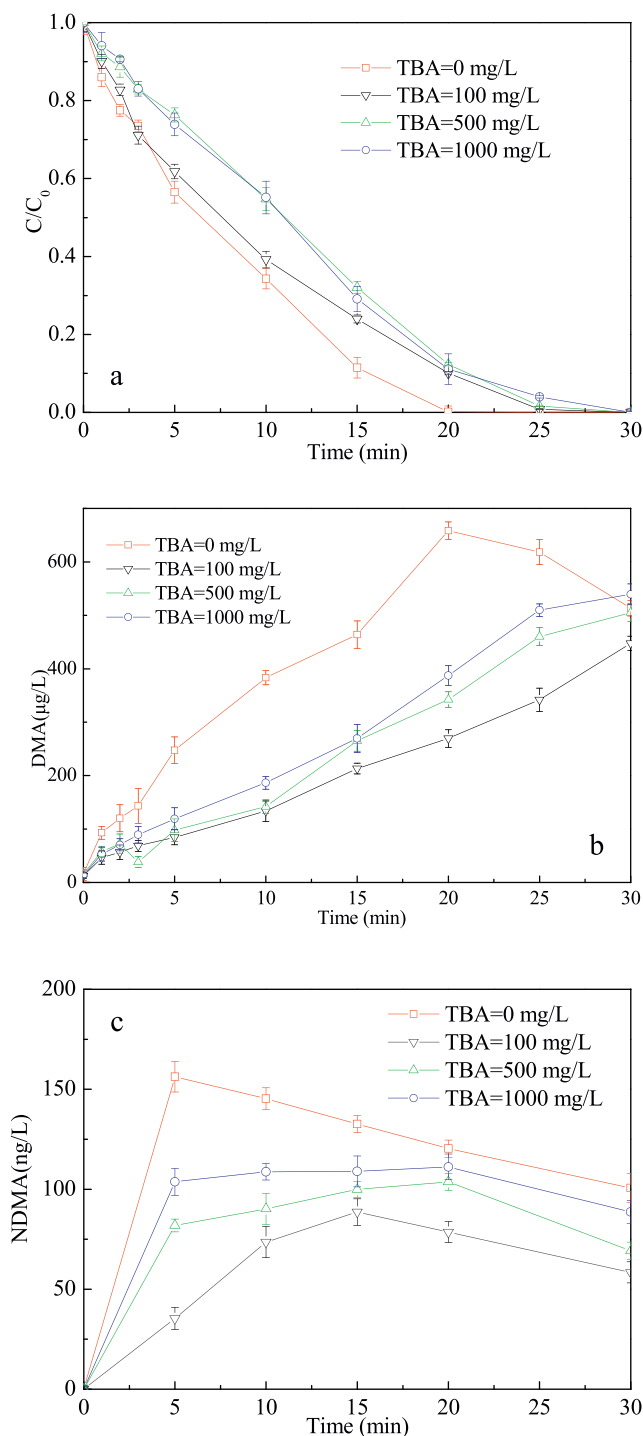 1.0
0.8
0.6
0.4
0.2
0.0
C/C0
TBA=0 mg/L
TBA=100 mg/L
TBA=500 mg/L
TBA=1000 mg/L
a
0 5 10 15 20 25 30
Time (min)
600
400
200
0
DMA(μg/L)
TBA=0 mg/L
TBA=100 mg/L
TBA=500 mg/L
TBA=1000 mg/L
b
0 5 10 15 20 25 30
Time (min)
200
150
100
50
0
NDMA(ng/L)
c
TBA=0 mg/L
TBA=100 mg/L
TBA=500 mg/L
TBA=1000 mg/L
0 5 10 15 20 25 30
Time (min)